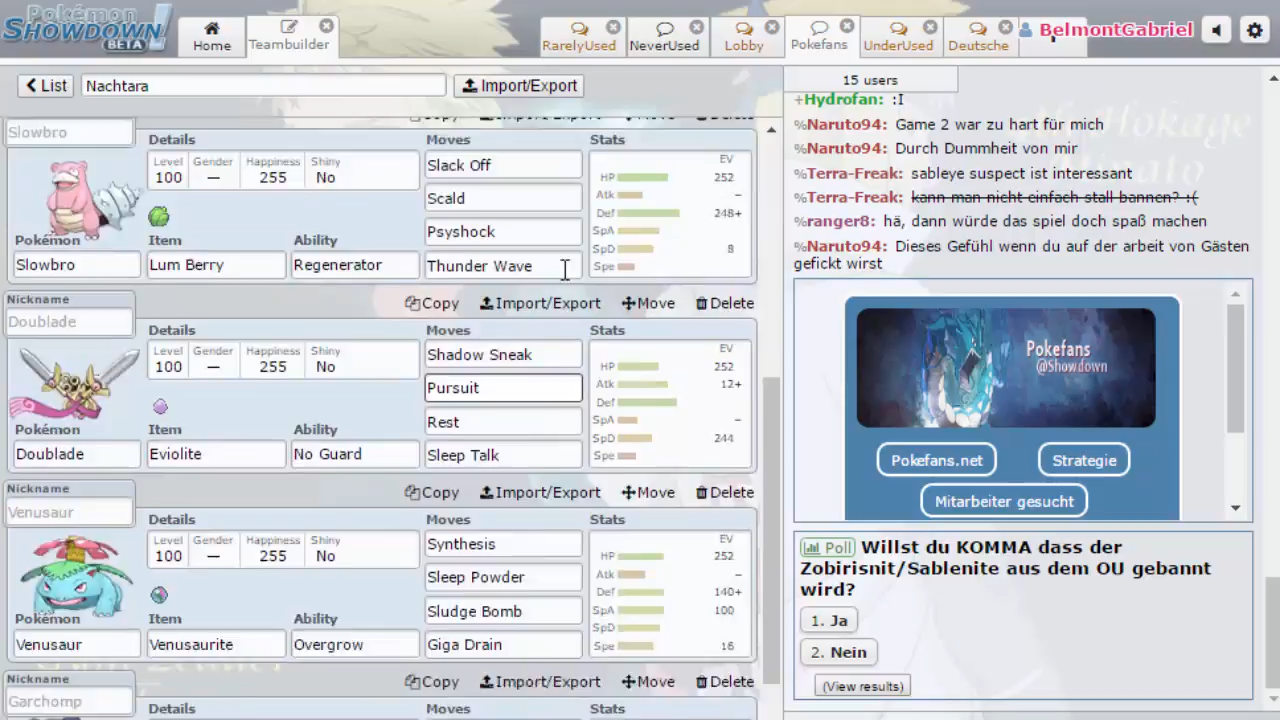 Pokémon
SHOWDOWN!
BETA
Home
Teambuilder
RarelyUsed
NeverUsed
Lobby
Pokefans
UnderUsed
Deutsche
BelmontGabriel
List
Nachtara
Import/Export
15 users
Slowbro
Copy Import/Export Move Delete
Details
Moves
Stats
Level Gender Happiness Shiny
100 — 255 No
Slack Off
Scald
Psyshock
Thunder Wave
EV
HP 252
Atk –
Def 248+
SpA
SpD 8
Spe
Pokémon Item Ability
Slowbro Lum Berry Regenerator
Nickname
Doublade
Copy Import/Export Move Delete
Details
Moves
Stats
Level Gender Happiness Shiny
100 — 255 No
Shadow Sneak
Pursuit
Rest
Sleep Talk
EV
HP 252
Atk 12+
Def
SpA –
SpD 244
Spe
Pokémon Item Ability
Doublade Eviolite No Guard
Nickname
Venusaur
Copy Import/Export Move Delete
Details
Moves
Stats
Level Gender Happiness Shiny
100 — 255 No
Synthesis
Sleep Powder
Sludge Bomb
Giga Drain
EV
HP 252
Atk –
Def 140+
SpA 100
SpD
Spe 16
Pokémon Item Ability
Venusaur Venusaurite Overgrow
Nickname
Garchomp
Copy Import/Export Move Delete
Details
Moves
Stats
+Hydrofan: :I
%Naruto94: Game 2 war zu hart für mich
%Naruto94: Durch Dummheit von mir
%Terra-Freak: sableye suspect ist interessant
%Terra-Freak: kann man nicht einfach stall bannen? :(
%ranger8: hä, dann würde das spiel doch spaß machen
%Naruto94: Dieses Gefühl wenn du auf der arbeit von Gästen
gefickt wirst
Pokefans
@Showdown
Pokefans.net
Strategie
Mitarbeiter gesucht
Poll Willst du KOMMA dass der
Zobirisnit/Sablenite aus dem OU gebannt
wird?
1. Ja
2. Nein
(View results)